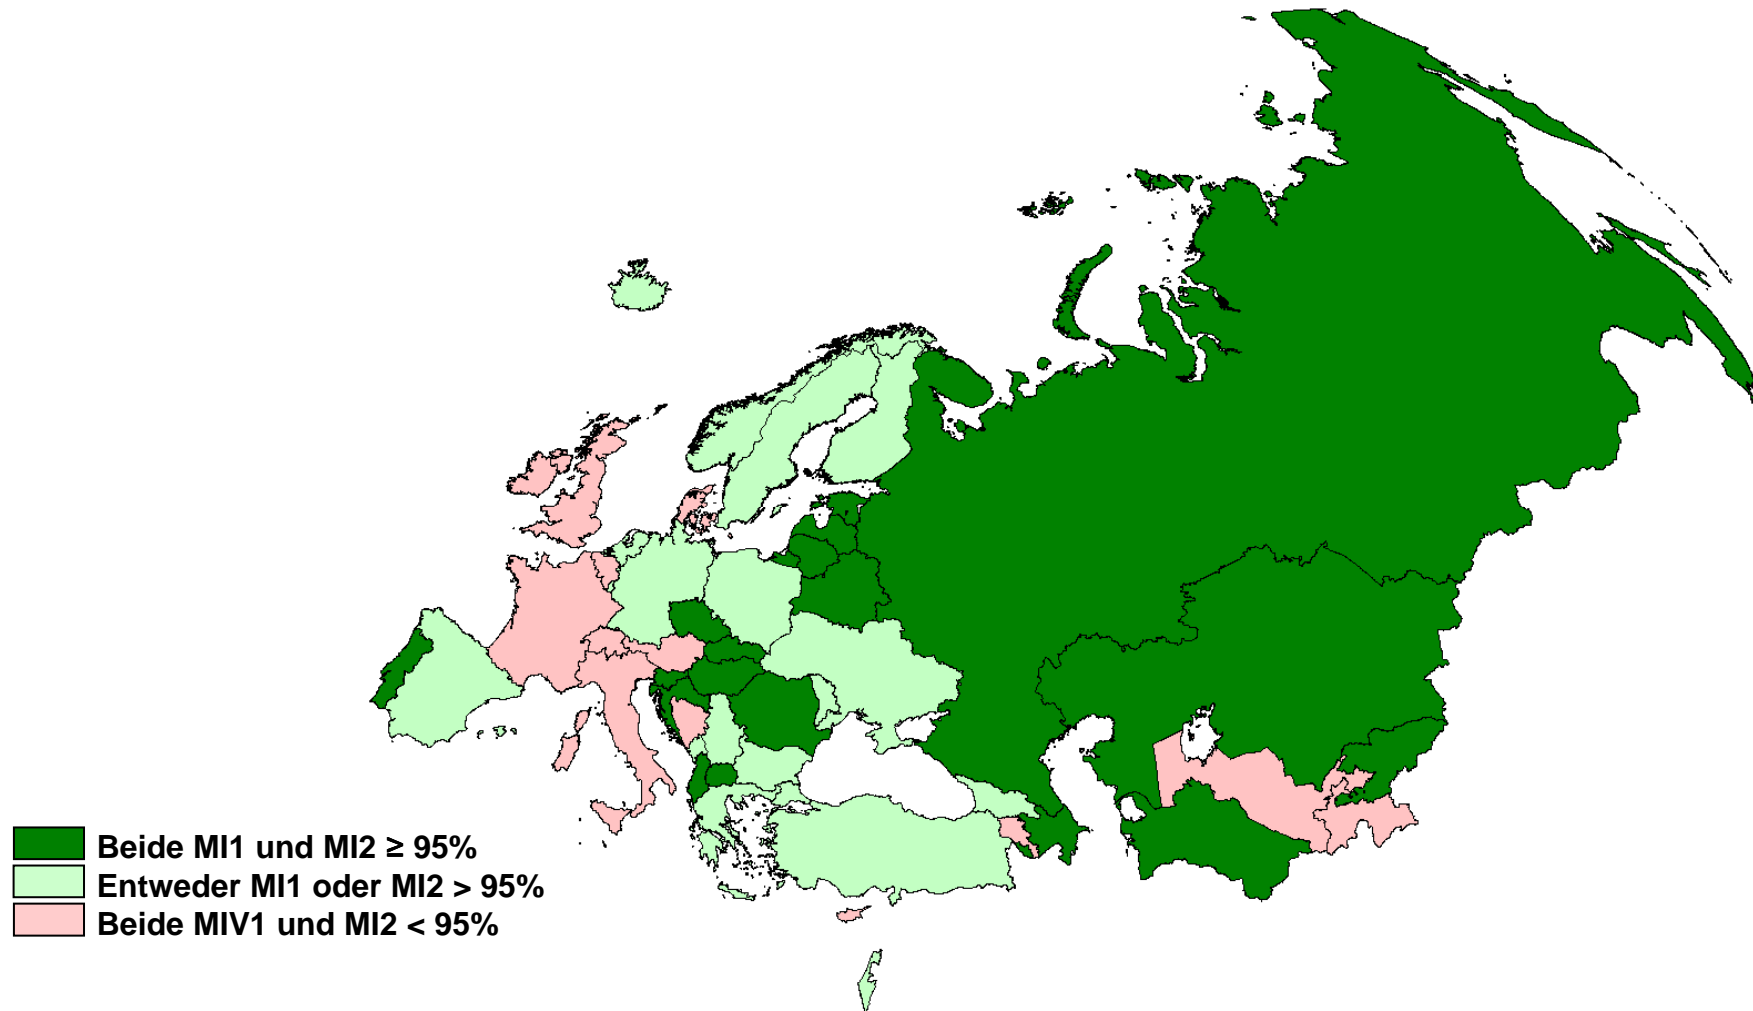 Beide MI1 und MI2 ≥ 95%
Entweder MI1 oder MI2 > 95%
Beide MIV1 und MI2 < 95%